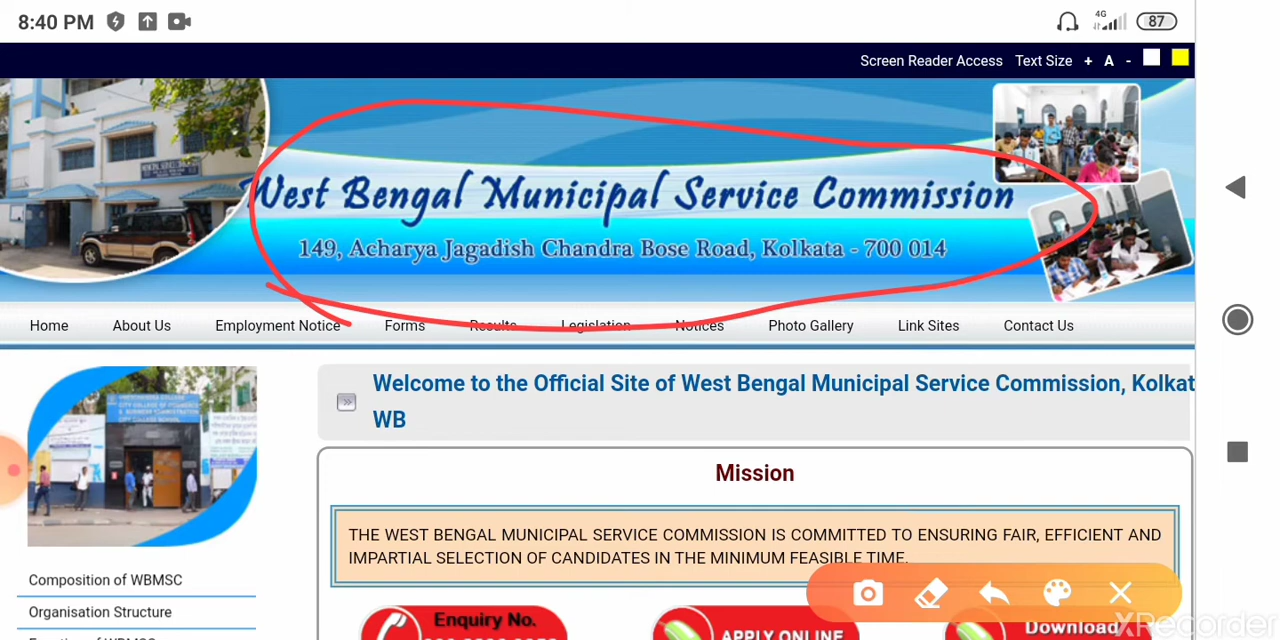 8:40 PM
4G
87
Screen Reader Access Text Size + A -
West Bengal Municipal Service Commission
149, Acharya Jagadish Chandra Bose Road, Kolkata - 700 014
Home About Us Employment Notice Forms Results Legislation Notices Photo Gallery Link Sites Contact Us
Welcome to the Official Site of West Bengal Municipal Service Commission, Kolkat
WB
Mission
THE WEST BENGAL MUNICIPAL SERVICE COMMISSION IS COMMITTED TO ENSURING FAIR, EFFICIENT AND
IMPARTIAL SELECTION OF CANDIDATES IN THE MINIMUM FEASIBLE TIME.
Composition of WBMSC
Organisation Structure
Enquiry No.
APPLY ONLINE
Download
XRecorder